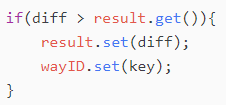 if(diff > result.get()){
    result.set(diff);
    wayID.set(key);
}